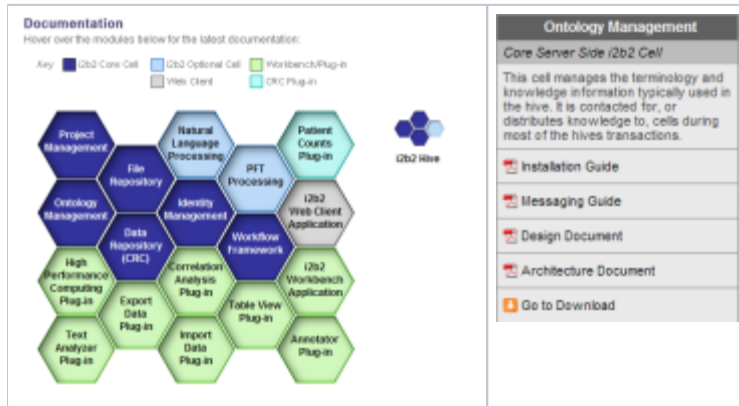 Documentation
Hover over the modules below for the latest documentation:
Key i2b2 Core Cell i2b2 Optional Cell Workbench/Plug-in
Web Client CRC Plug-in
Project
Management
Natural
Language
Processing
Patient
Counts
Plug-in
File
Repository
PFT
Processing
i2b2 Hive
Ontology
Management
Identity
Management
i2b2
Web Client
Application
Data
Repository
(CRC)
Workflow
Framework
High
Performance
Computing
Plug-in
Correlation
Analysis
Plug-in
i2b2
Workbench
Application
Export
Data
Plug-in
Table View
Plug-in
Text
Analyzer
Plug-in
Import
Data
Plug-in
Annotator
Plug-in
Ontology Management
Core Server Side i2b2 Cell
This cell manages the terminology and
knowledge information typically used in
the hive. It is contacted for, or
distributes knowledge to, cells during
most of the hives transactions.
Installation Guide
Messaging Guide
Design Document
Architecture Document
Go to Download